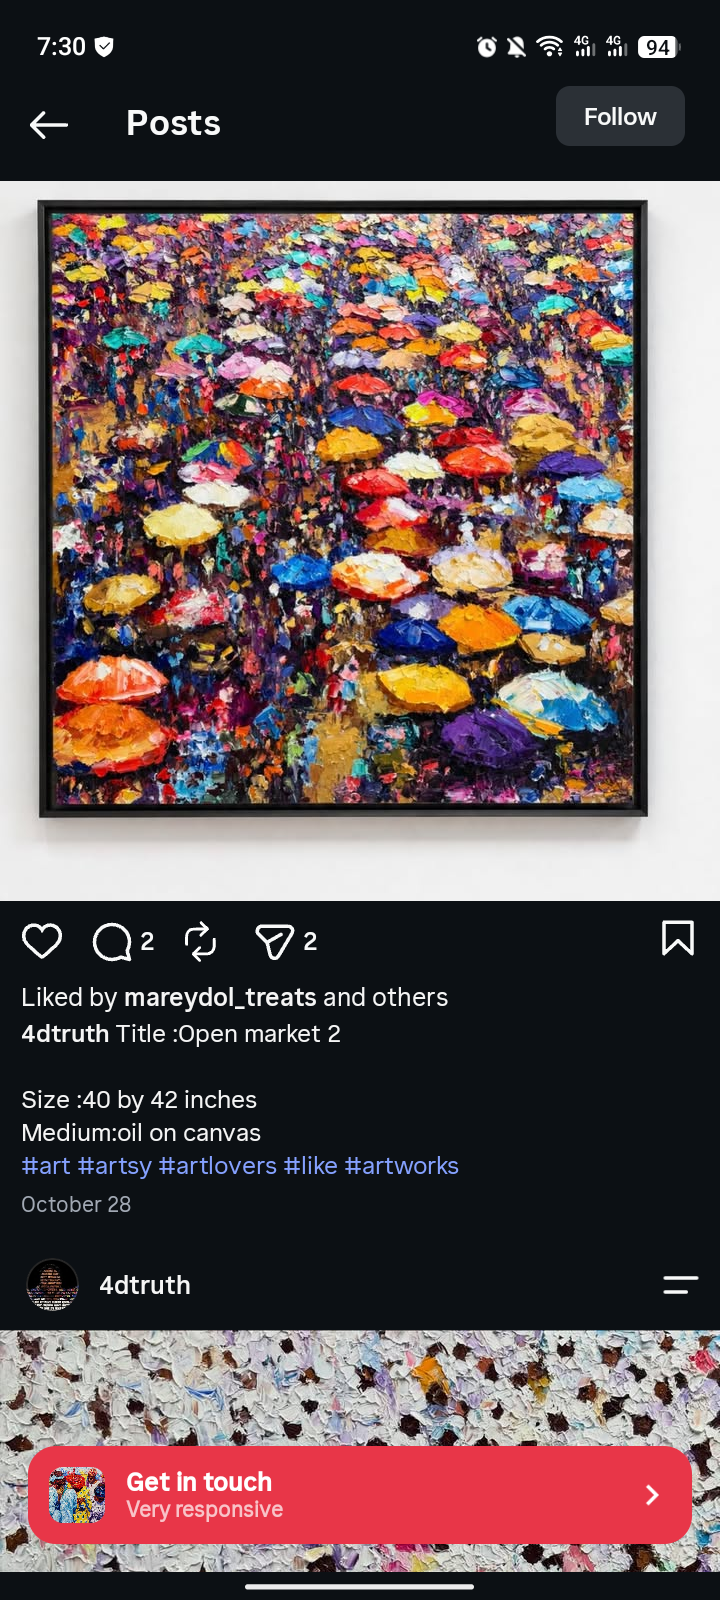 7:30
4G 4G 94
Posts
Follow
2
2
Liked by mareydol_treats and others
4dtruth Title :Open market 2
Size :40 by 42 inches
Medium:oil on canvas
#art #artsy #artlovers #like #artworks
October 28
4dtruth
Get in touch
Very responsive